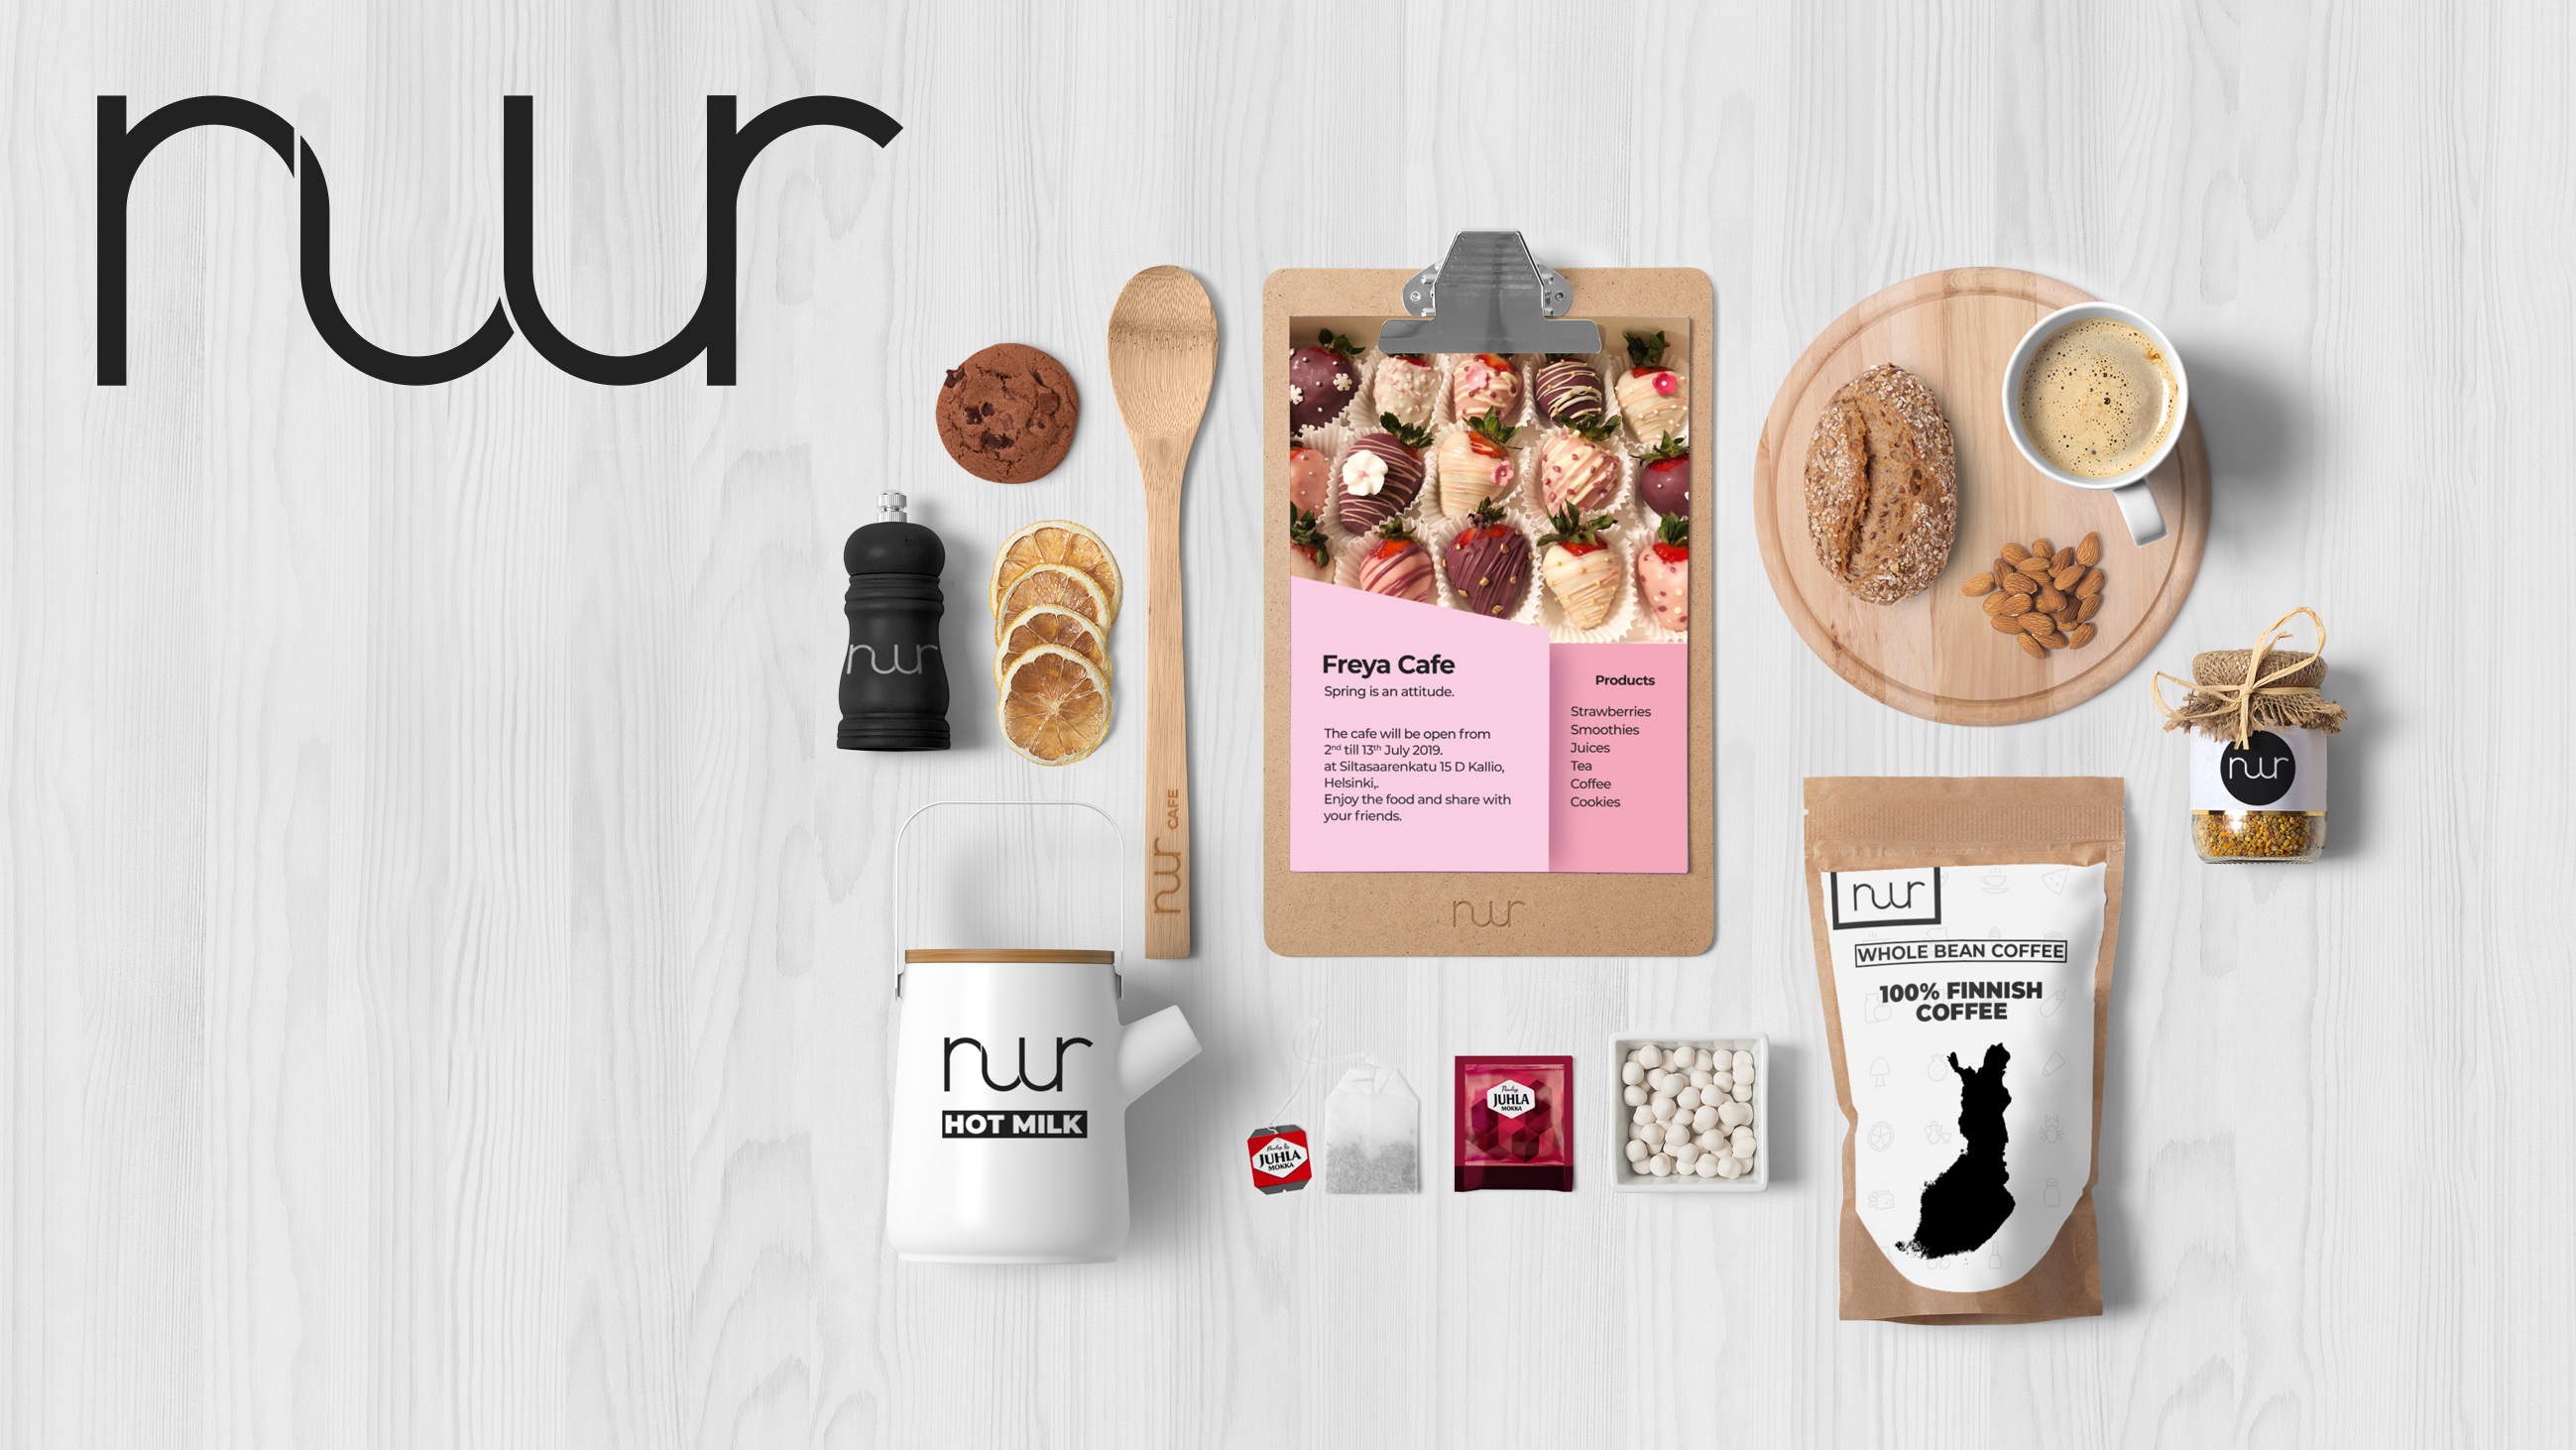 nur
nur
nur CAFE
Freya Cafe
Spring is an attitude.
The cafe will be open from
2nd till 13th July 2019.
at Siltasaarenkatu 15 D Kallio,
Helsinki,.
Enjoy the food and share with
your friends.
Products
Strawberries
Smoothies
Juices
Tea
Coffee
Cookies
nur
nur
nur
WHOLE BEAN COFFEE
100% FINNISH
COFFEE
nur
HOT MILK
JUHLA
MOKKA
JUHLA
MOKKA